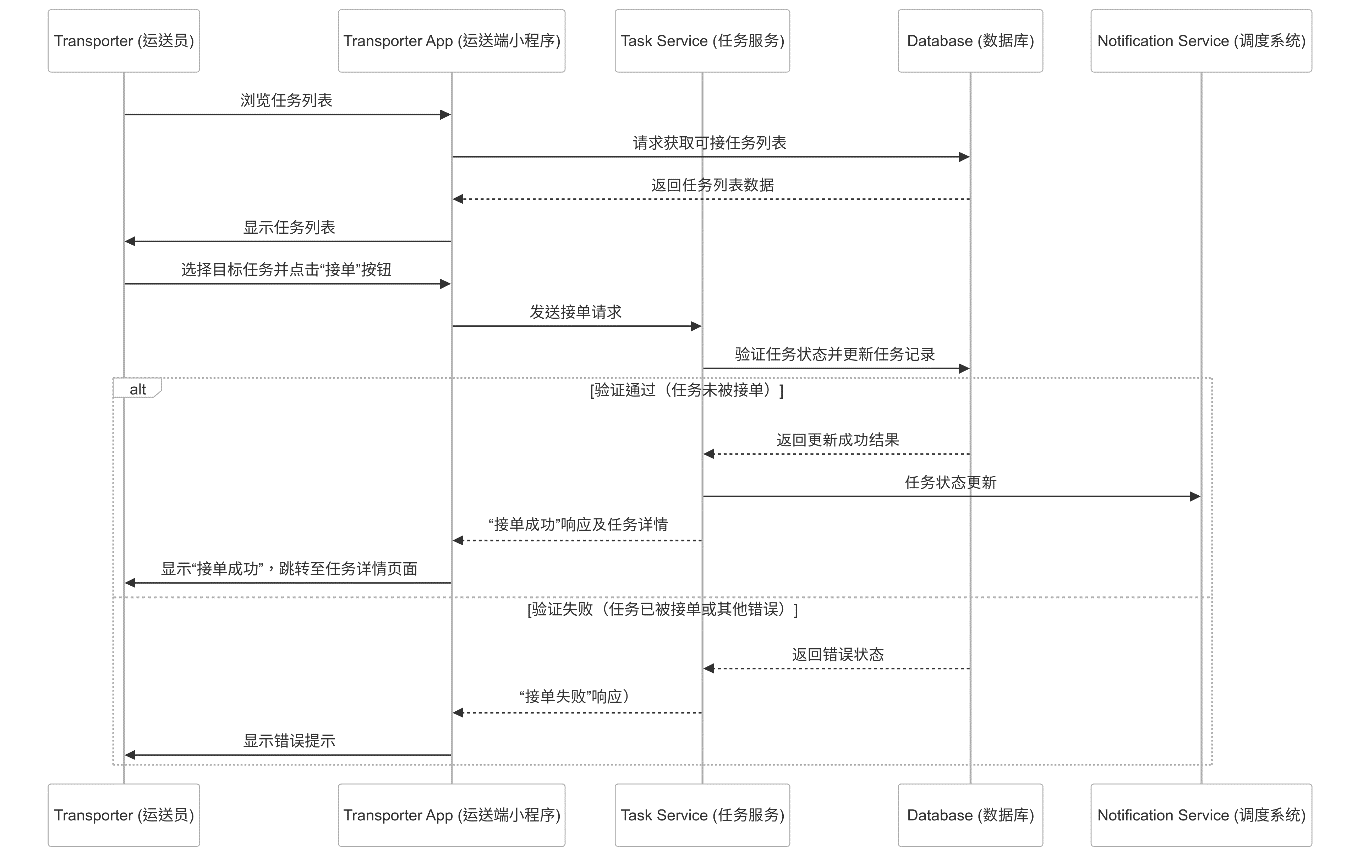 Transporter (运送员)
Transporter App (运送端小程序)
Task Service (任务服务)
Database (数据库)
Notification Service (调度系统)
浏览任务列表
请求获取可接任务列表
返回任务列表数据
显示任务列表
选择目标任务并点击“接单”按钮
发送接单请求
验证任务状态并更新任务记录
alt
[验证通过（任务未被接单）]
返回更新成功结果
任务状态更新
“接单成功”响应及任务详情
显示“接单成功”，跳转至任务详情页面
[验证失败（任务已被接单或其他错误）]
返回错误状态
“接单失败”响应）
显示错误提示
Transporter (运送员)
Transporter App (运送端小程序)
Task Service (任务服务)
Database (数据库)
Notification Service (调度系统)